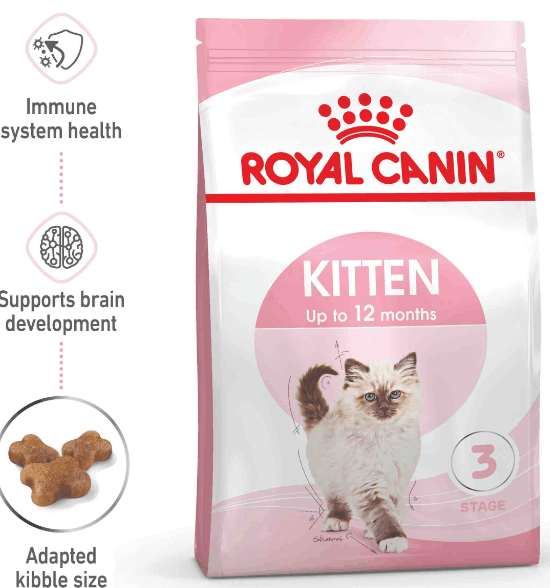 Immune
system health
Supports brain
development
Adapted
kibble size
ROYAL CANIN®
KITTEN
Up to 12 months
3
STAGE